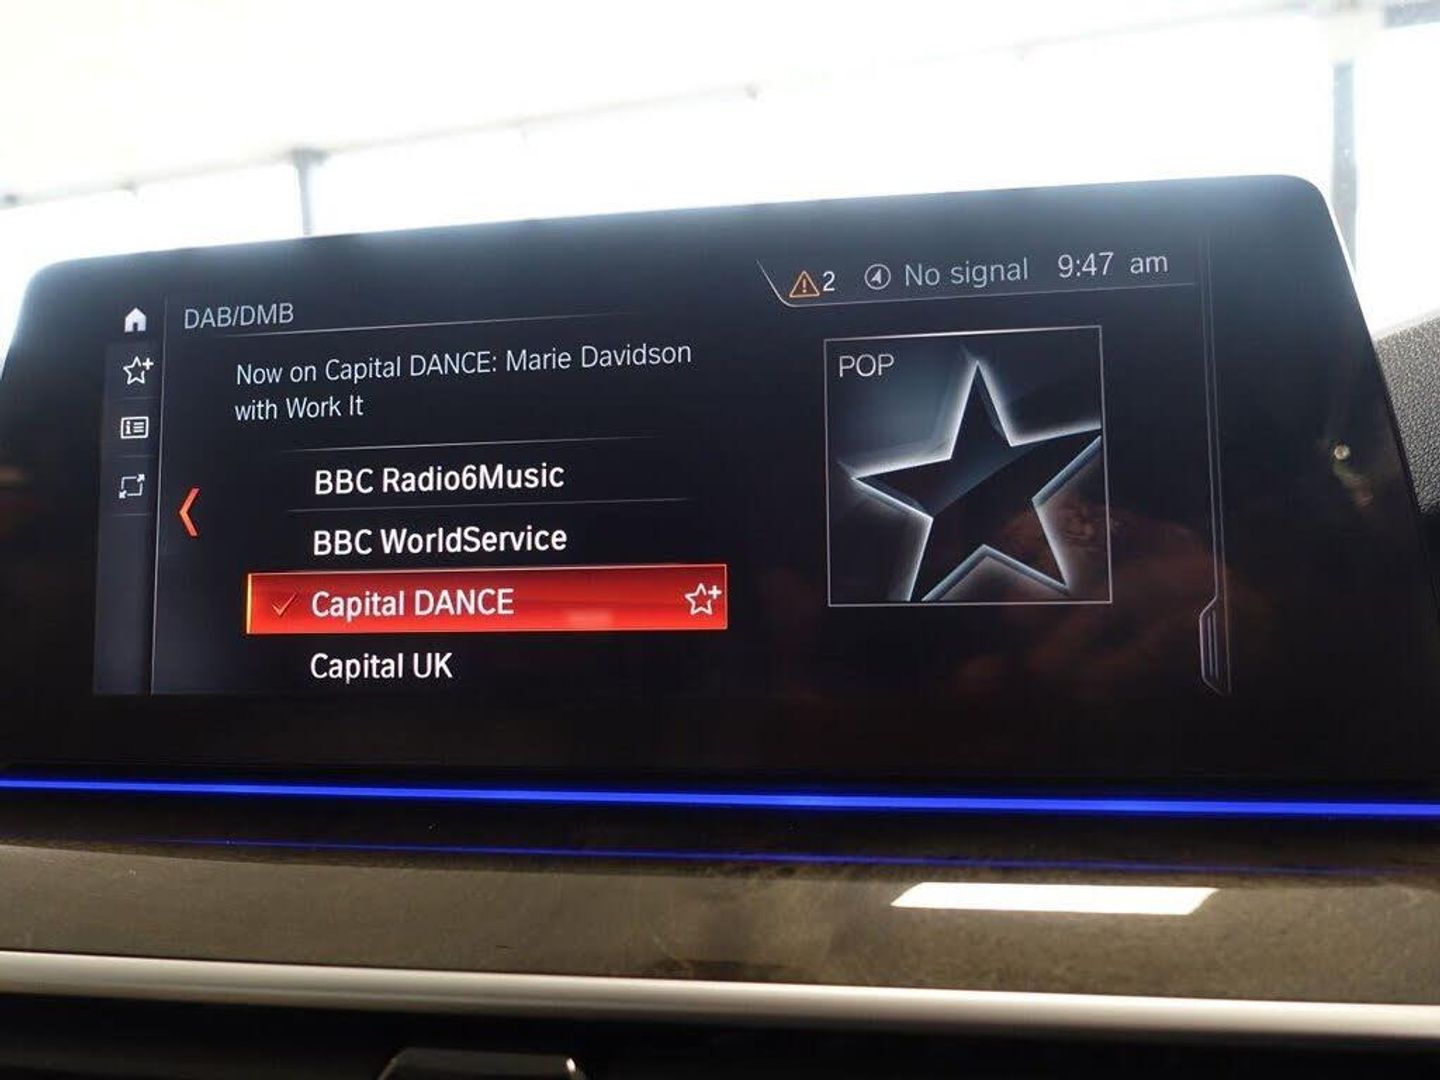 2 No signal 9:47 am
DAB/DMB
Now on Capital DANCE: Marie Davidson
with Work It
POP
BBC Radio6Music
BBC WorldService
Capital DANCE
Capital UK